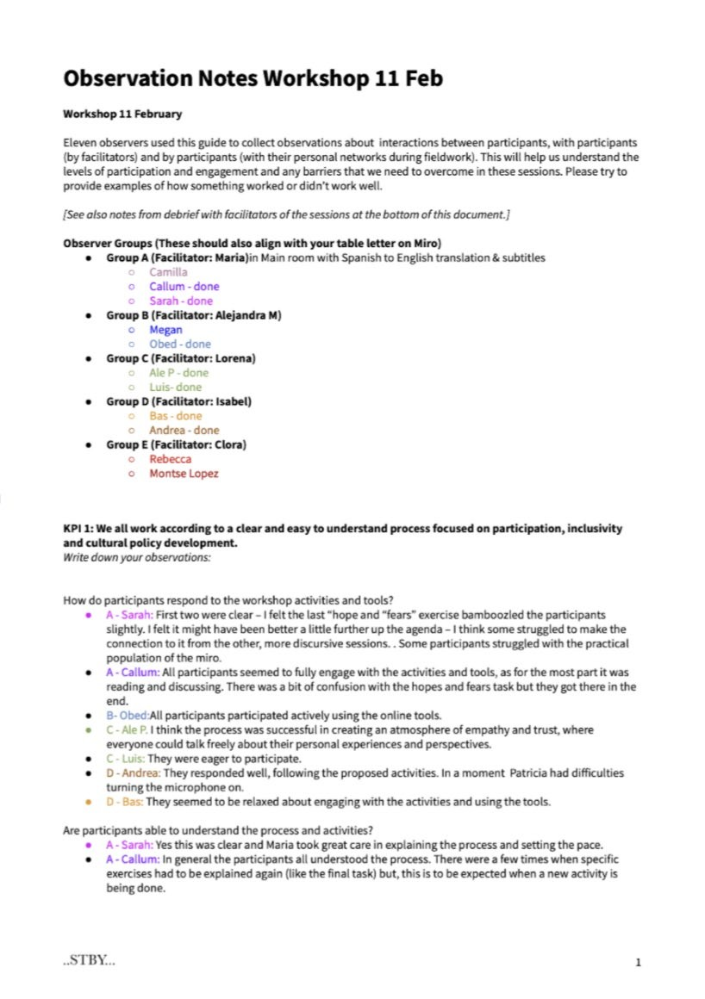 Observation Notes Workshop 11 Feb
Workshop 11 February
Eleven observers used this guide to collect observations about  interactions between participants, with participants
(by facilitators) and by participants (with their personal networks during fieldwork). This will help us understand the
levels of participation and engagement and any barriers that we need to overcome in these sessions. Please try to
provide examples of how something worked or didn't work well.
[See also notes from debrief with facilitators of the sessions at the bottom of this document.]
Observer Groups (These should also align with your table letter on Miro)
● Group A (Facilitator: Maria)in Main room with Spanish to English translation & subtitles
○ Camilla
○ Callum - done
○ Sarah - done
● Group B (Facilitator: Alejandra M)
○ Megan
○ Obed - done
● Group C (Facilitator: Lorena)
○ Ale P - done
○ Luis- done
● Group D (Facilitator: Isabel)
○ Bas - done
○ Andrea - done
● Group E (Facilitator: Clora)
○ Rebecca
○ Montse Lopez
KPI 1: We all work according to a clear and easy to understand process focused on participation, inclusivity
and cultural policy development.
Write down your observations:
How do participants respond to the workshop activities and tools?
● A - Sarah: First two were clear – I felt the last "hope and "fears" exercise bamboozled the participants
slightly. I felt it might have been better a little further up the agenda – I think some struggled to make the
connection to it from the other, more discursive sessions. . Some participants struggled with the practical
population of the miro.
● A - Callum: All participants seemed to fully engage with the activities and tools, as for the most part it was
reading and discussing. There was a bit of confusion with the hopes and fears task but they got there in the
end.
● B- Obed:All participants participated actively using the online tools.
● C - Ale P. I think the process was successful in creating an atmosphere of empathy and trust, where
everyone could talk freely about their personal experiences and perspectives.
● C - Luis: They were eager to participate.
● D - Andrea: They responded well, following the proposed activities. In a moment  Patricia had difficulties
turning the microphone on.
● D - Bas: They seemed to be relaxed about engaging with the activities and using the tools.
Are participants able to understand the process and activities?
● A - Sarah: Yes this was clear and Maria took great care in explaining the process and setting the pace.
● A - Callum: In general the participants all understood the process. There were a few times when specific
exercises had to be explained again (like the final task) but, this is to be expected when a new activity is
being done.
..STBY...
1